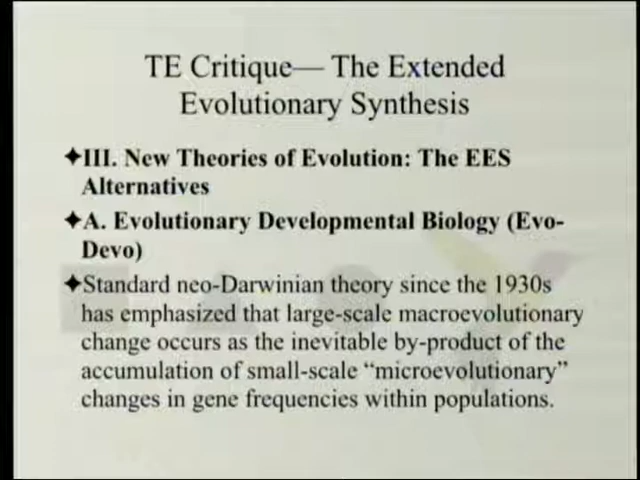 TE Critique— The Extended
Evolutionary Synthesis
✦III. New Theories of Evolution: The EES
Alternatives
✦A. Evolutionary Developmental Biology (Evo-
Devo)
✦Standard neo-Darwinian theory since the 1930s
has emphasized that large-scale macroevolutionary
change occurs as the inevitable by-product of the
accumulation of small-scale “microevolutionary”
changes in gene frequencies within populations.